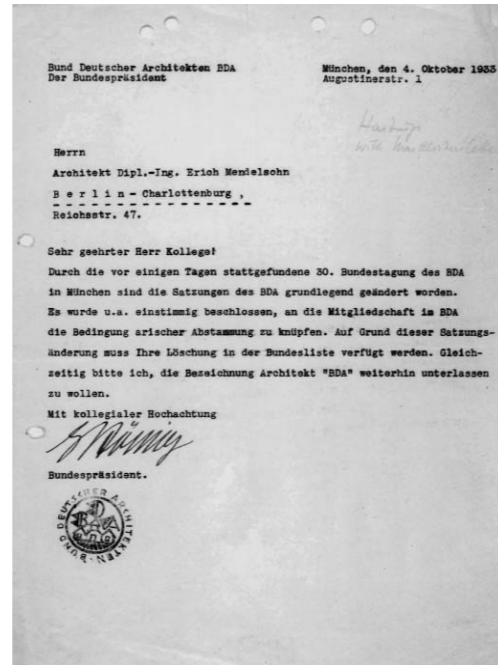 Bund Deutscher Architekten BDA
Der Bundespräsident
München, den 4. Oktober 1933
Augustinerstr. 1
Herrn
Architekt Dipl.-Ing. Erich Mendelsohn
B e r l i n - Charlottenburg ,
Reichsstr. 47.
Sehr geehrter Herr Kollege!
Durch die vor einigen Tagen stattgefundene 30. Bundestagung des BDA
in München sind die Satzungen des BDA grundlegend geändert worden.
Es wurde u.a. einstimmig beschlossen, an die Mitgliedschaft im BDA
die Bedingung arischer Abstammung zu knüpfen. Auf Grund dieser Satzungs-
änderung muss Ihre Löschung in der Bundesliste verfügt werden. Gleich-
zeitig bitte ich, die Bezeichnung Architekt "BDA" weiterhin unterlassen
zu wollen.
Mit kollegialer Hochachtung
Bundespräsident.
BUND DEUTSCHER ARCHITEKTEN
BDA